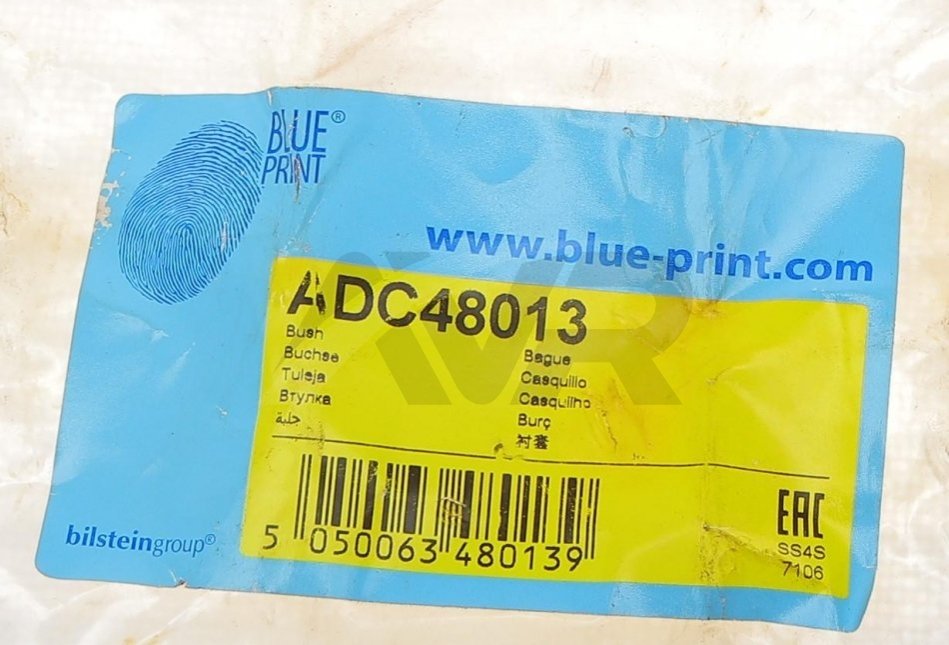 BLUE®
PRINT
www.blue-print.com
ADC48013
Bush
Buchse
Tuleja
Втулка
جلبة
Bague
Casquillo
Casquilho
Burç
衬套
5 050063 480139
EAC
SS4S
7106
bilsteingroup®
AVR